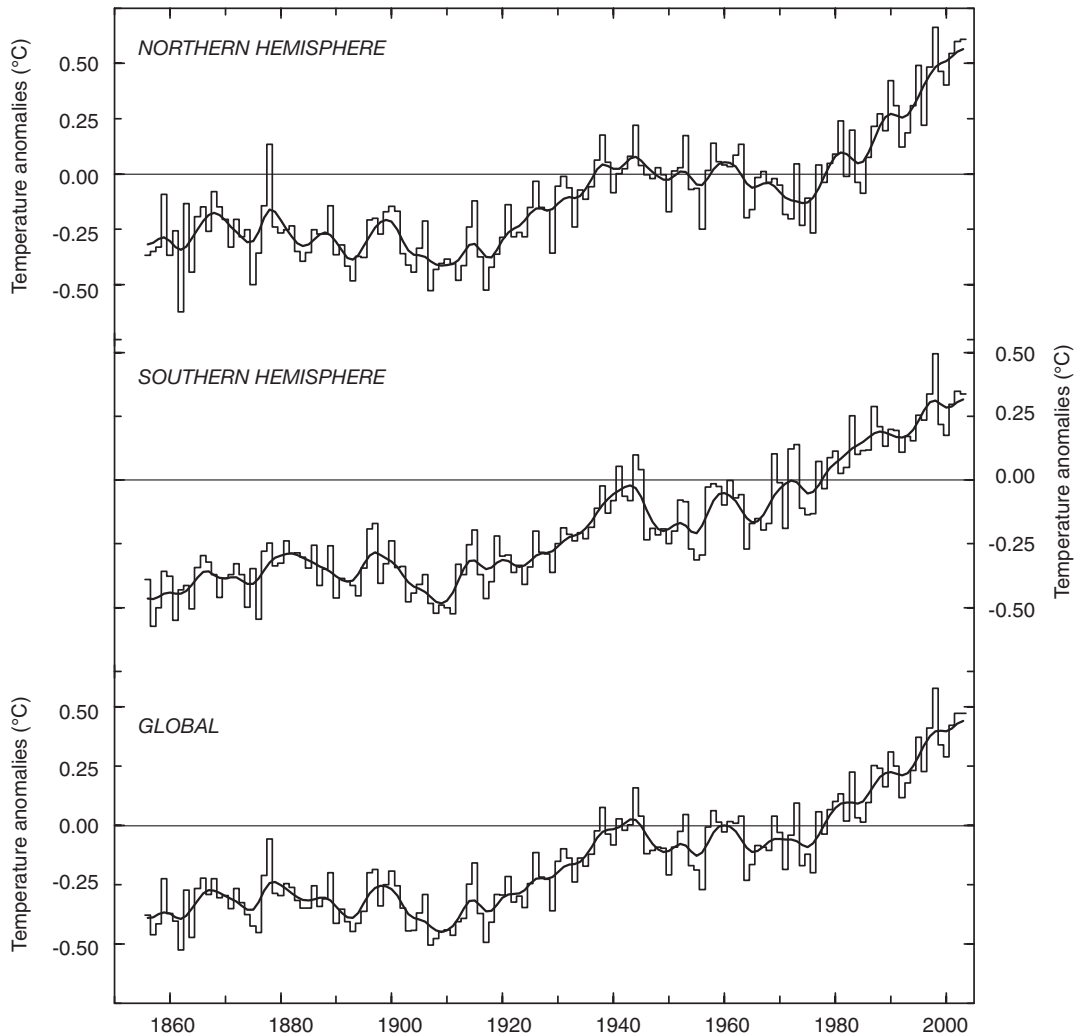 NORTHERN HEMISPHERE
Temperature anomalies (°C)
0.50
0.25
0.00
-0.25
-0.50
SOUTHERN HEMISPHERE
0.50
0.25
0.00
-0.25
-0.50
Temperature anomalies (°C)
GLOBAL
Temperature anomalies (°C)
0.50
0.25
0.00
-0.25
-0.50
1860 1880 1900 1920 1940 1960 1980 2000